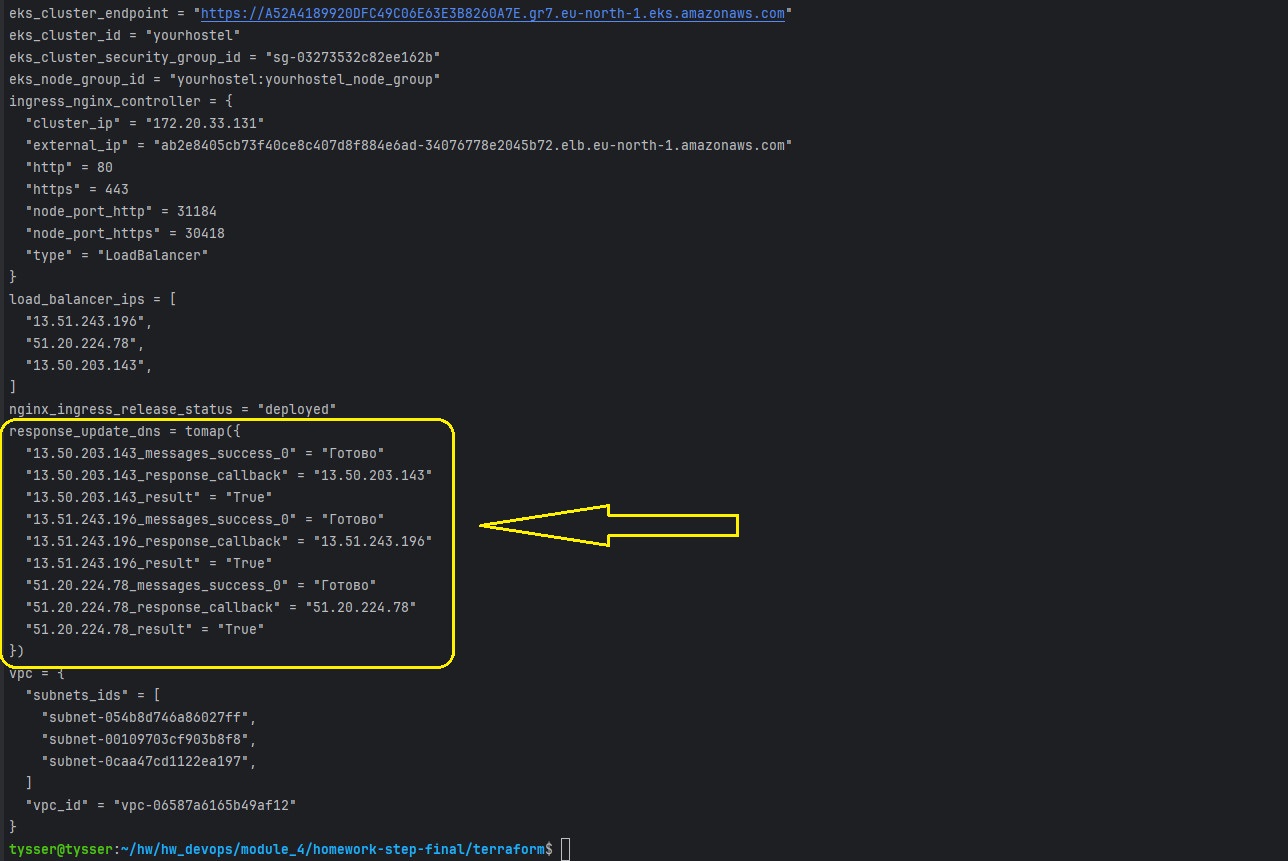 eks_cluster_endpoint = "https://A52A4189920DFC49C06E63E3B8260A7E.gr7.eu-north-1.eks.amazonaws.com"
eks_cluster_id = "yourhostel"
eks_cluster_security_group_id = "sg-03273532c82ee162b"
eks_node_group_id = "yourhostel:yourhostel_node_group"
ingress_nginx_controller = {
  "cluster_ip" = "172.20.33.131"
  "external_ip" = "ab2e8405cb73f40ce8c407d8f884e6ad-34076778e2045b72.elb.eu-north-1.amazonaws.com"
  "http" = 80
  "https" = 443
  "node_port_http" = 31184
  "node_port_https" = 30418
  "type" = "LoadBalancer"
}
load_balancer_ips = [
  "13.51.243.196",
  "51.20.224.78",
  "13.50.203.143",
]
nginx_ingress_release_status = "deployed"
response_update_dns = tomap({
  "13.50.203.143_messages_success_0" = "Готово"
  "13.50.203.143_response_callback" = "13.50.203.143"
  "13.50.203.143_result" = "True"
  "13.51.243.196_messages_success_0" = "Готово"
  "13.51.243.196_response_callback" = "13.51.243.196"
  "13.51.243.196_result" = "True"
  "51.20.224.78_messages_success_0" = "Готово"
  "51.20.224.78_response_callback" = "51.20.224.78"
  "51.20.224.78_result" = "True"
})
vpc = {
  "subnets_ids" = [
    "subnet-054b8d746a86027ff",
    "subnet-00109703cf903b8f8",
    "subnet-0caa47cd1122ea197",
  ]
  "vpc_id" = "vpc-06587a6165b49af12"
}
tysser@tysser:~/hw/hw_devops/module_4/homework-step-final/terraform$